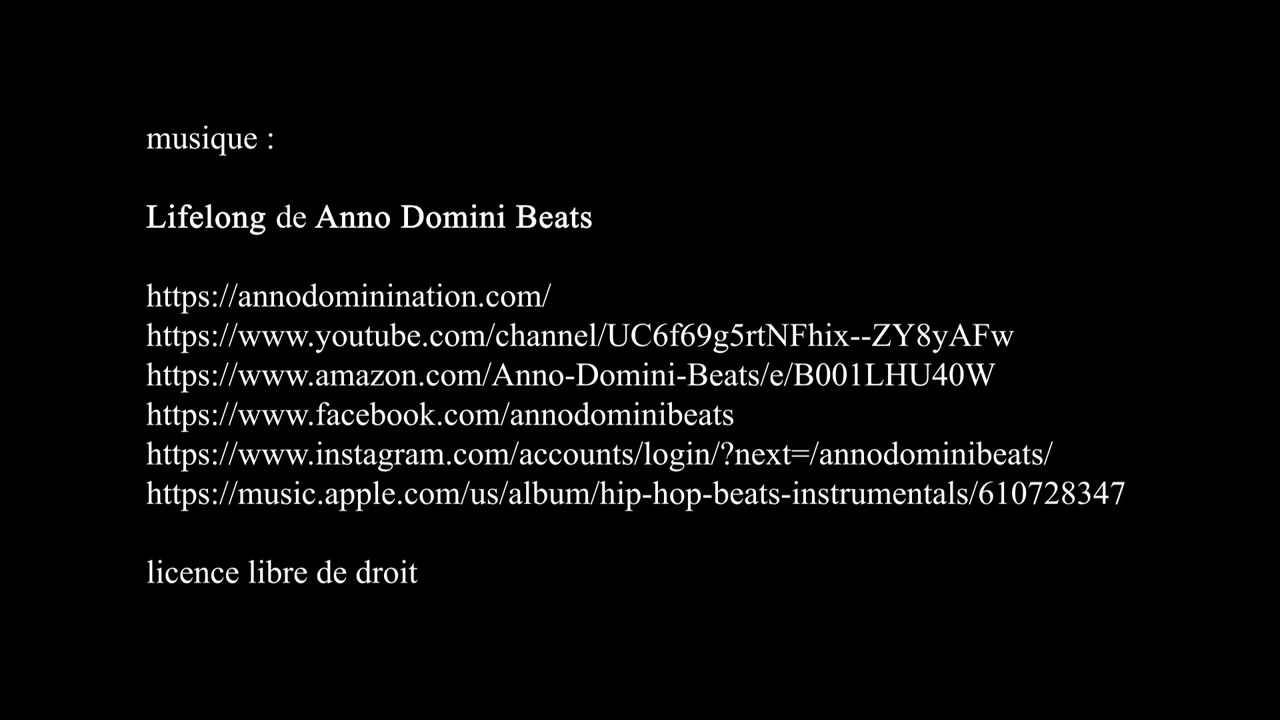 musique :
Lifelong de Anno Domini Beats
https://annodominination.com/
https://www.youtube.com/channel/UC6f69g5rtNFhix--ZY8yAFw
https://www.amazon.com/Anno-Domini-Beats/e/B001LHU40W
https://www.facebook.com/annodominibeats
https://www.instagram.com/accounts/login/?next=/annodominibeats/
https://music.apple.com/us/album/hip-hop-beats-instrumentals/610728347
licence libre de droit